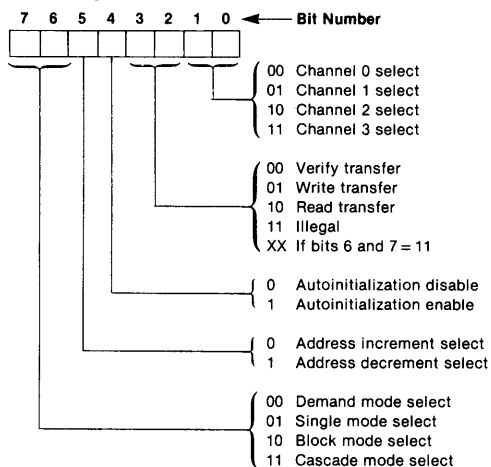 7 6 5 4 3 2 1 0 Bit Number
00 Channel 0 select
01 Channel 1 select
10 Channel 2 select
11 Channel 3 select
00 Verify transfer
01 Write transfer
10 Read transfer
11 Illegal
XX If bits 6 and 7 = 11
0 Autoinitialization disable
1 Autoinitialization enable
0 Address increment select
1 Address decrement select
00 Demand mode select
01 Single mode select
10 Block mode select
11 Cascade mode select